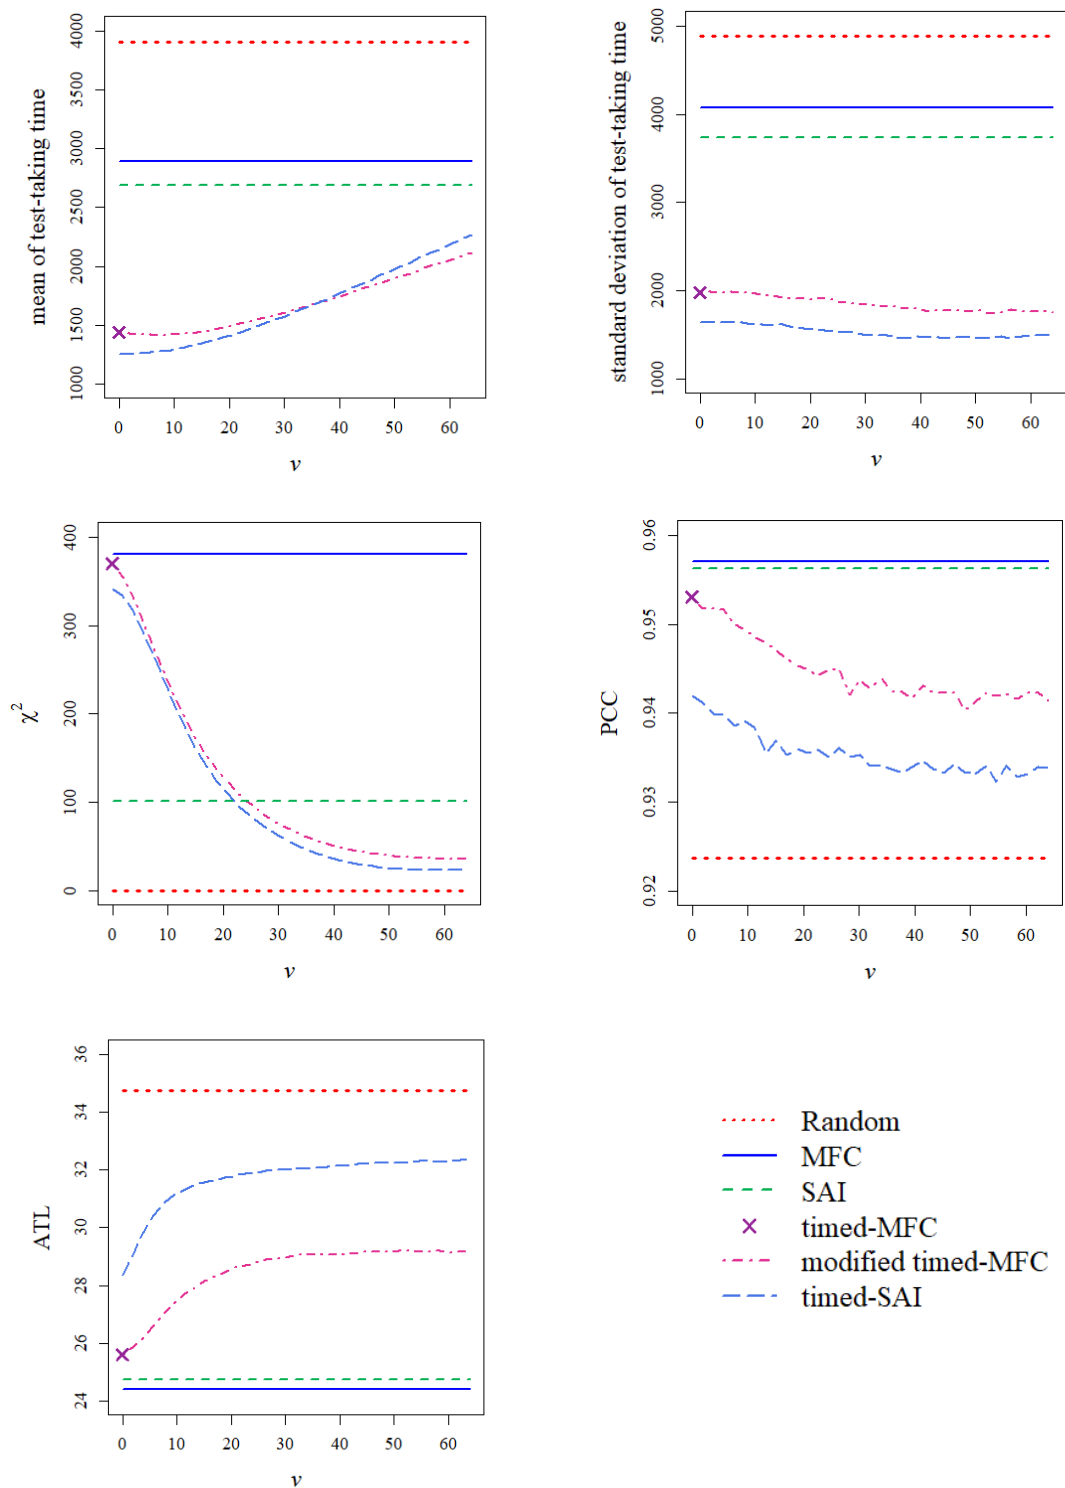 mean of test-taking time
4000
3500
3000
2500
2000
1500
1000
0 10 20 30 40 50 60
v
standard deviation of test-taking time
5000
4000
3000
2000
1000
0 10 20 30 40 50 60
v
χ²
400
300
200
100
0
0 10 20 30 40 50 60
v
PCC
0.96
0.95
0.94
0.93
0.92
0 10 20 30 40 50 60
v
ATL
36
34
32
30
28
26
24
0 10 20 30 40 50 60
v
Random
MFC
SAI
timed-MFC
modified timed-MFC
timed-SAI